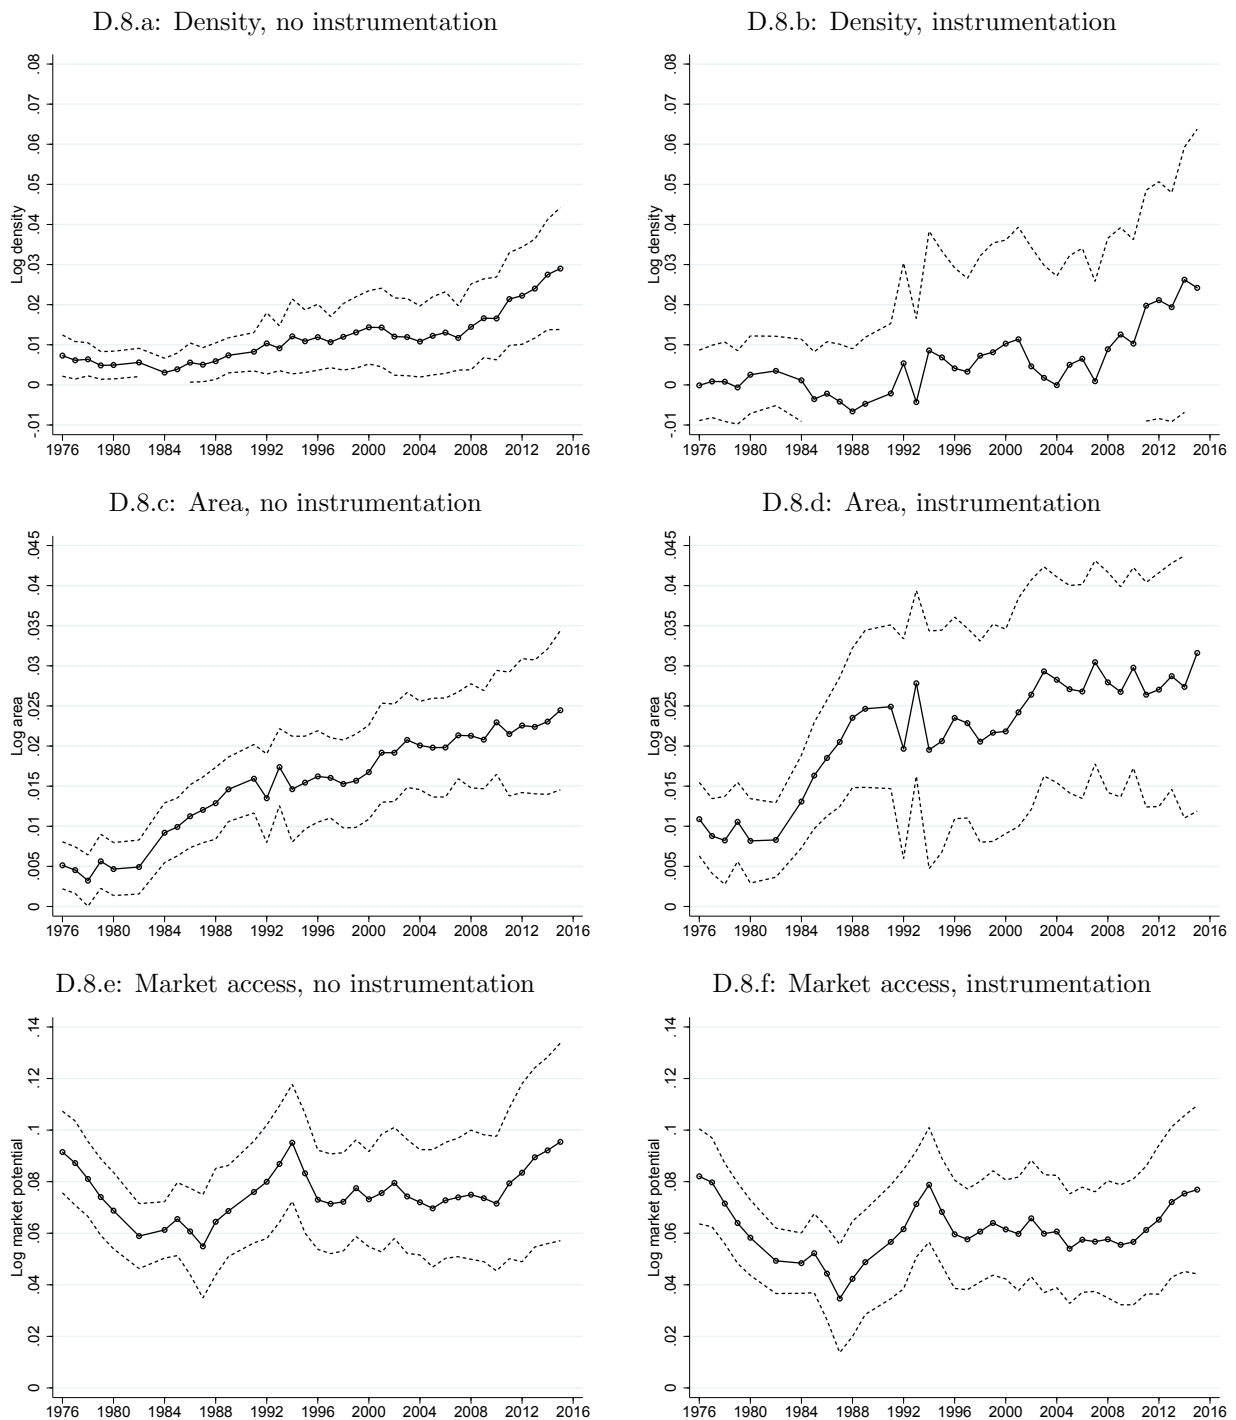 D.8.a: Density, no instrumentation
D.8.b: Density, instrumentation
Log density
-.01 0 .01 .02 .03 .04 .05 .06 .07 .08
1976 1980 1984 1988 1992 1996 2000 2004 2008 2012 2016
Log density
-.01 0 .01 .02 .03 .04 .05 .06 .07 .08
1976 1980 1984 1988 1992 1996 2000 2004 2008 2012 2016
D.8.c: Area, no instrumentation
D.8.d: Area, instrumentation
Log area
0 .005 .01 .015 .02 .025 .03 .035 .04 .045
1976 1980 1984 1988 1992 1996 2000 2004 2008 2012 2016
Log area
0 .005 .01 .015 .02 .025 .03 .035 .04 .045
1976 1980 1984 1988 1992 1996 2000 2004 2008 2012 2016
D.8.e: Market access, no instrumentation
D.8.f: Market access, instrumentation
Log market potential
0 .02 .04 .06 .08 .1 .12 .14
1976 1980 1984 1988 1992 1996 2000 2004 2008 2012 2016
Log market potential
0 .02 .04 .06 .08 .1 .12 .14
1976 1980 1984 1988 1992 1996 2000 2004 2008 2012 2016